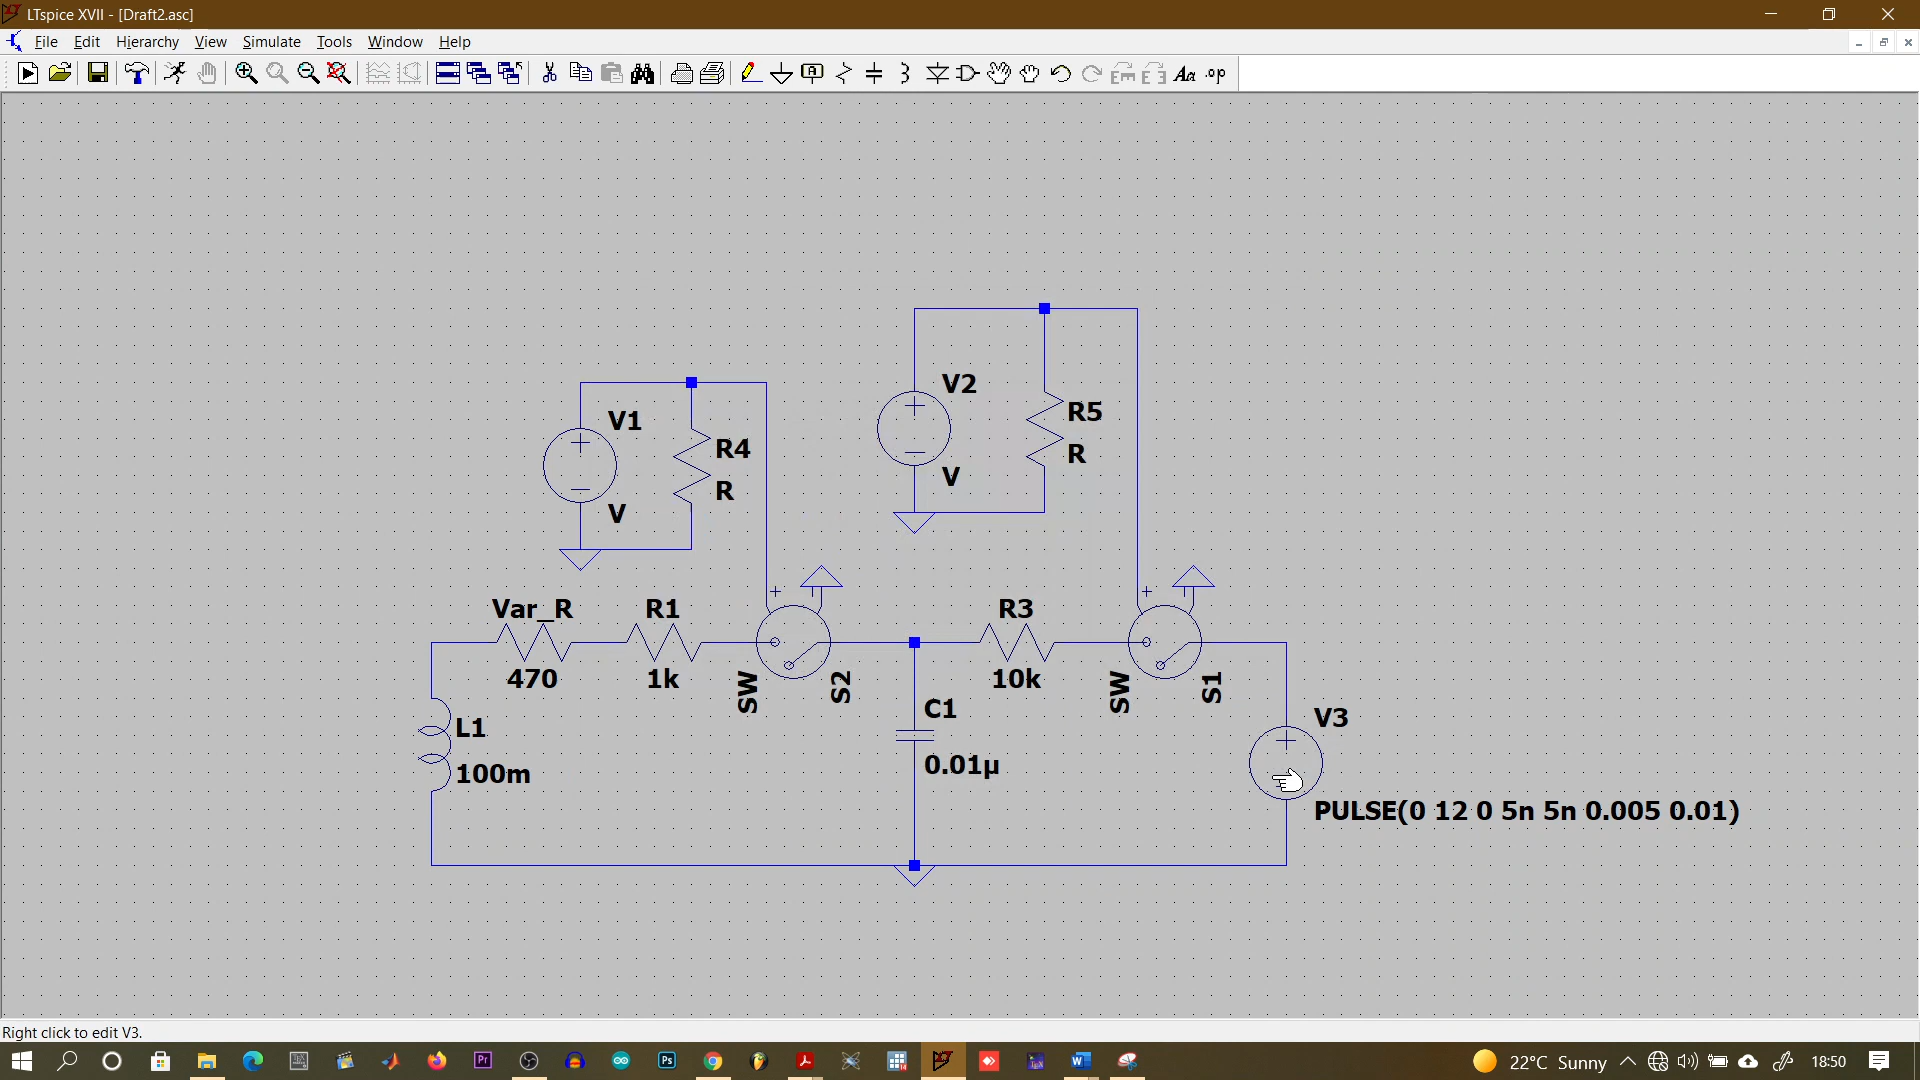 LTspice XVII - [Draft2.asc]
File Edit Hierarchy View Simulate Tools Window Help
V2
R5
R
V
V1
R4
R
V
Var_R
470
R1
1k
SW
S2
R3
10k
SW
S1
L1
100m
C1
0.01µ
V3
PULSE(0 12 0 5n 5n 0.005 0.01)
Right click to edit V3.
22°C Sunny
18:50